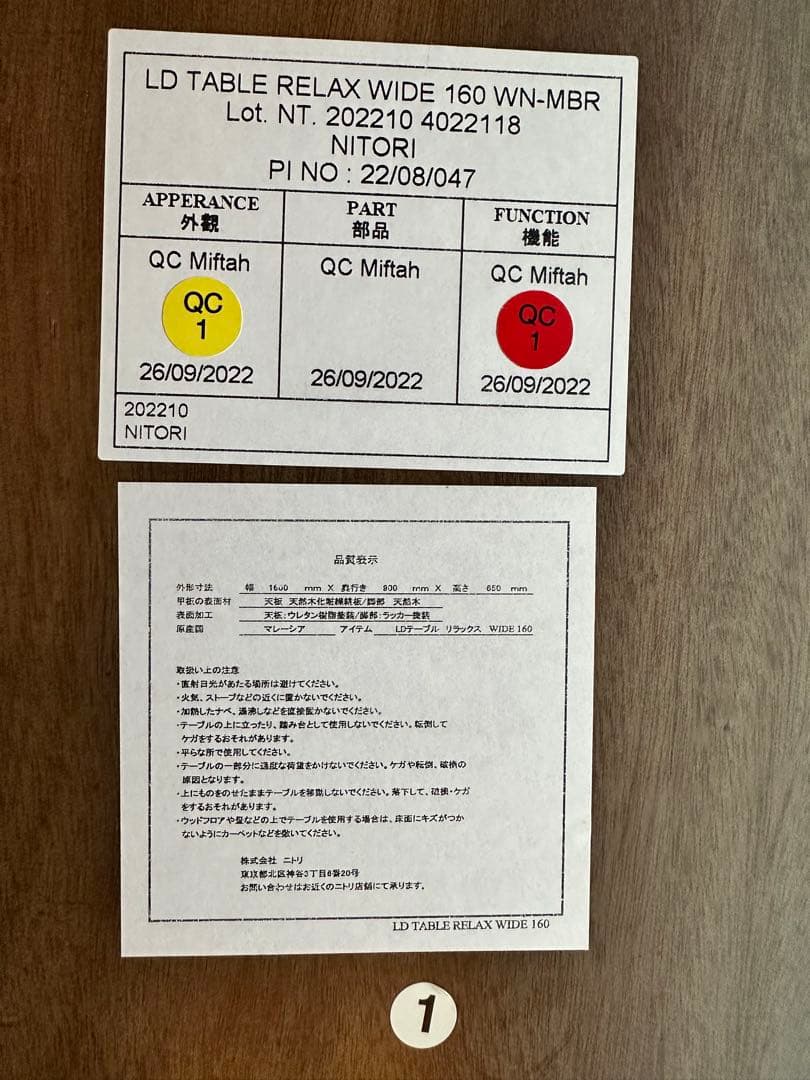 LD TABLE RELAX WIDE 160 WN-MBR
Lot. NT. 202210 4022118
NITORI
PI NO : 22/08/047
APPERANCE PART FUNCTION
外観 部品 機能
QC Miftah QC Miftah QC Miftah
QC QC
1 1
26/09/2022 26/09/2022 26/09/2022
202210
NITORI
品質表示
外形寸法 幅 1600 mm X 奥行き 900 mm X 高さ 650 mm
甲板の表面材 天板 天然木化粧繊維板/脚部 天然木
表面加工 天板:ウレタン樹脂塗装/脚部:ラッカー塗装
原産国 マレーシア アイテム LDテーブル リラックス WIDE 160
取扱い上の注意
・直射日光があたる場所は避けてください。
・火気、ストーブなどの近くに置かないでください。
・加熱したナベ、湯沸しなどを直接置かないでください。
・テーブルの上に立ったり、踏み台として使用しないでください。転倒して
ケガをするおそれがあります。
・平らな所で使用してください。
・テーブルの一部分に過度な荷重をかけないでください。ケガや転倒、破損の
原因となります。
・上にものをのせたままテーブルを移動しないでください。落下して、破損・ケガ
をするおそれがあります。
・ウッドフロアや畳などの上でテーブルを使用する場合は、床面にキズがつか
ないようにカーペットなどを敷いてください。
株式会社 ニトリ
東京都北区神谷3丁目6番20号
お問い合わせはお近くのニトリ店舗にて承ります。
LD TABLE RELAX WIDE 160
1